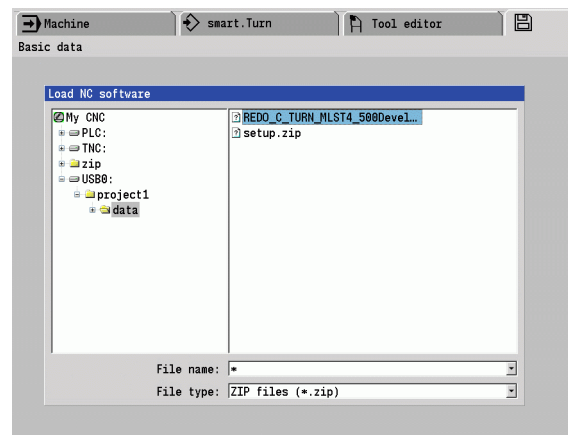 Machine
smart.Turn
Tool editor
Basic data
Load NC software
My CNC
PLC:
TNC:
zip
USB0:
project1
data
REDO_C_TURN_MLST4_500Devel...
setup.zip
File name: *
File type: ZIP files (*.zip)